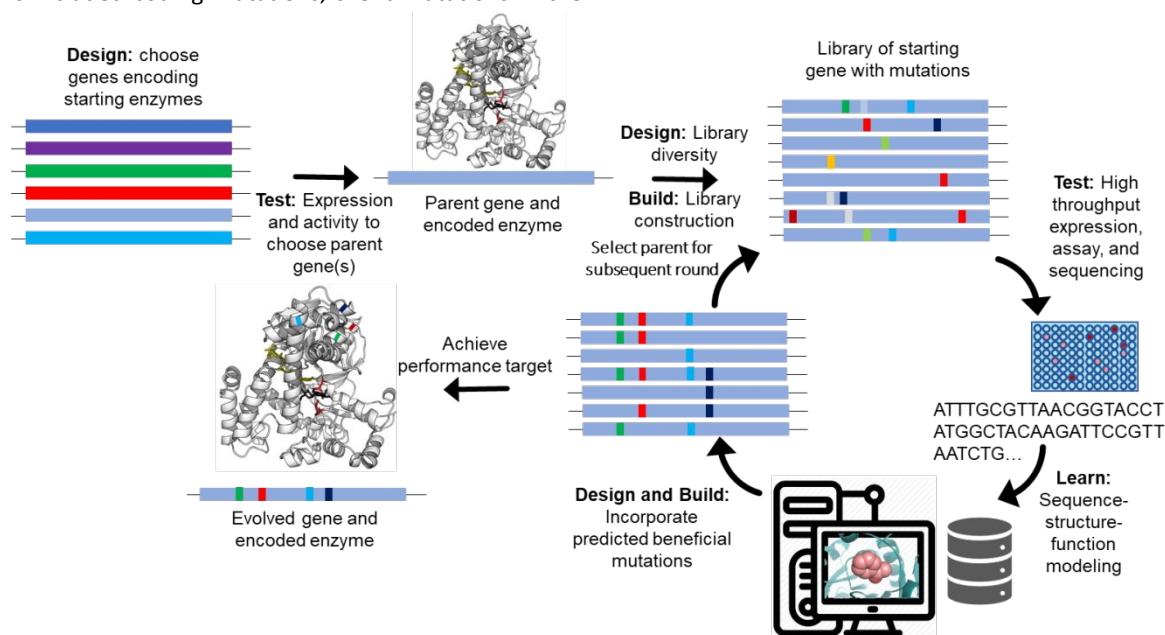 Design: choose
genes encoding
starting enzymes
Test: Expression
and activity to
choose parent
gene(s)
Parent gene and
encoded enzyme
Design: Library
diversity
Build: Library
construction
Select parent for
subsequent round
Library of starting
gene with mutations
Test: High
throughput
expression,
assay, and
sequencing
ATTTGCGTTAACGGTACCT
ATGGCTACAAGATTCCGTT
AATCTG...
Learn:
Sequence-
structure-
function
modeling
Design and Build:
Incorporate
predicted beneficial
mutations
Achieve
performance target
Evolved gene and
encoded enzyme